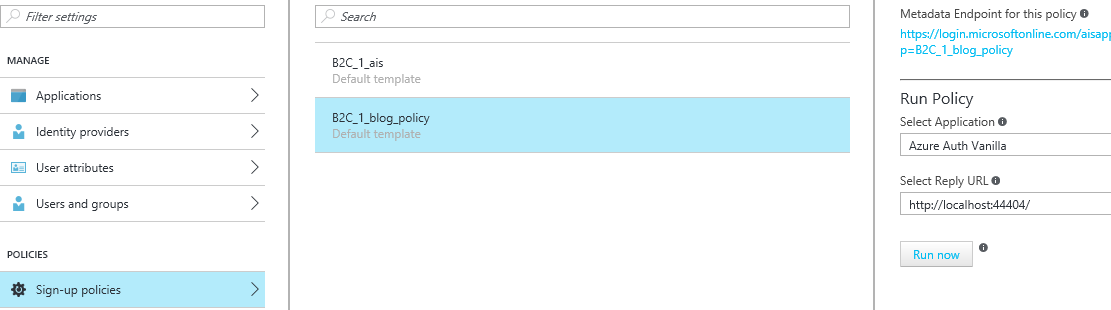 Filter settings
MANAGE
Applications
Identity providers
User attributes
Users and groups
POLICIES
Sign-up policies
Search
B2C_1_ais
Default template
B2C_1_blog_policy
Default template
Metadata Endpoint for this policy
https://login.microsoftonline.com/aisapp
p=B2C_1_blog_policy
Run Policy
Select Application
Azure Auth Vanilla
Select Reply URL
http://localhost:44404/
Run now